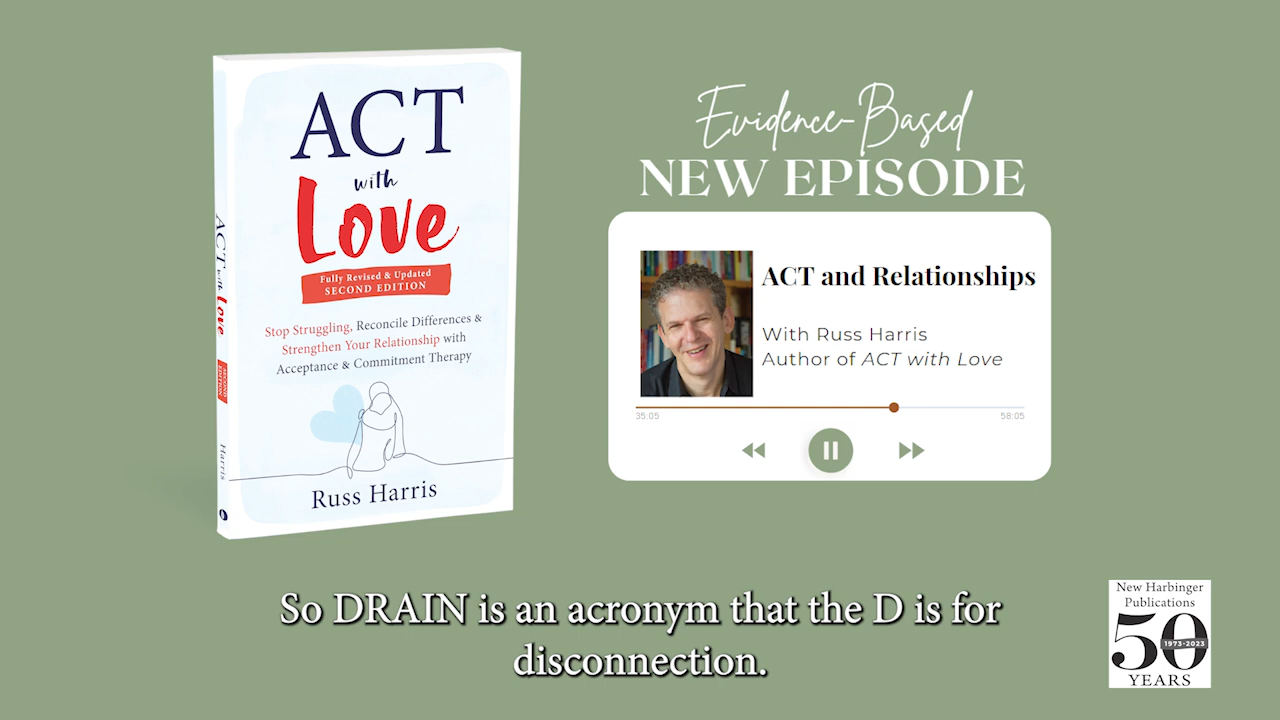 ACT
with
Love
Fully Revised & Updated
SECOND EDITION
Stop Struggling, Reconcile Differences &
Strengthen Your Relationship with
Acceptance & Commitment Therapy
Russ Harris
ACT with Love
SECOND EDITION
Harris
Evidence-Based
NEW EPISODE
ACT and Relationships
With Russ Harris
Author of ACT with Love
35:05
58:05
So DRAIN is an acronym that the D is for
disconnection.
New Harbinger
Publications
50
1973-2023
YEARS